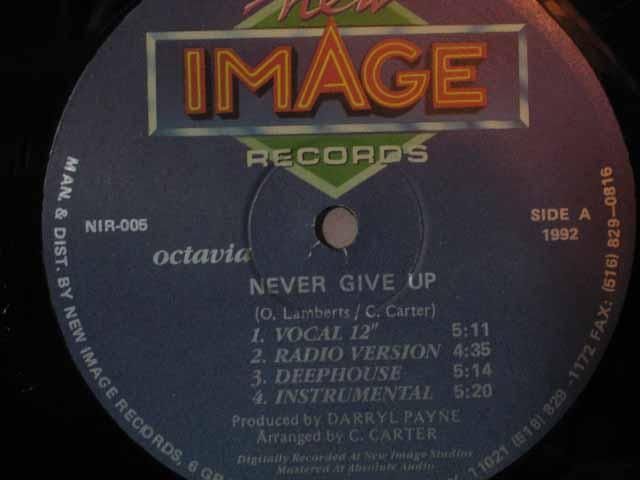 new
IMAGE
RECORDS
NIR-005
SIDE A
1992
octavia
NEVER GIVE UP
(O. Lamberts / C. Carter)
1. VOCAL 12" 5:11
2. RADIO VERSION 4:35
3. DEEPHOUSE 5:14
4. INSTRUMENTAL 5:20
Produced by DARRYL PAYNE
Arranged by C. CARTER
Digitally Recorded At New Image Studios
Mastered At Absolute Audio
MAN. & DIST. BY NEW IMAGE RECORDS, 6 GR
11021 (516) 829-1172 FAX: (516) 829-0816